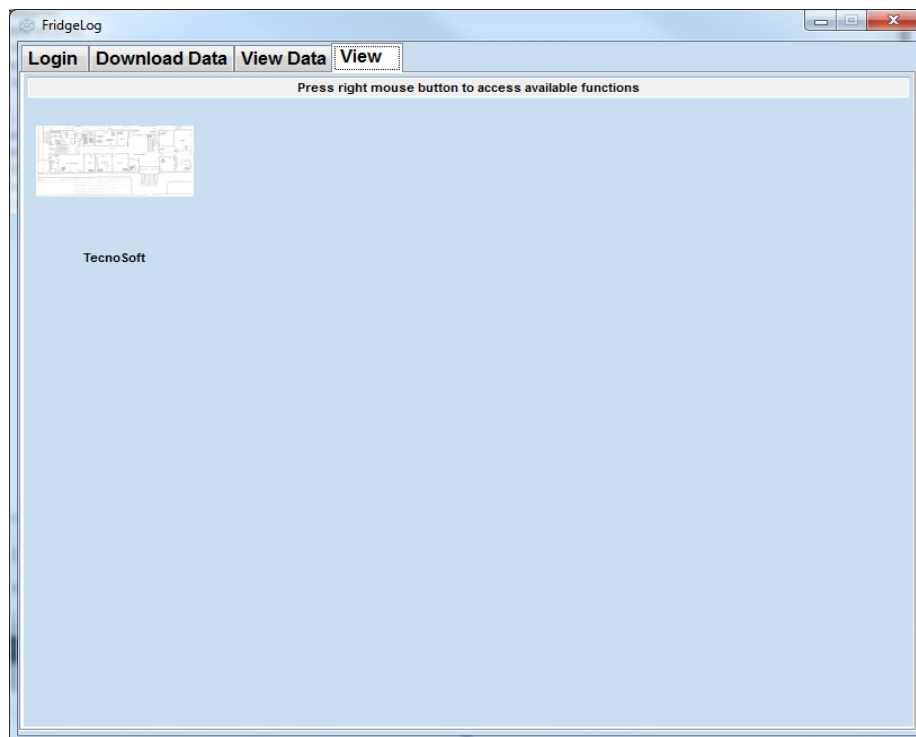 FridgeLog
Login Download Data View Data View
Press right mouse button to access available functions
TecnoSoft